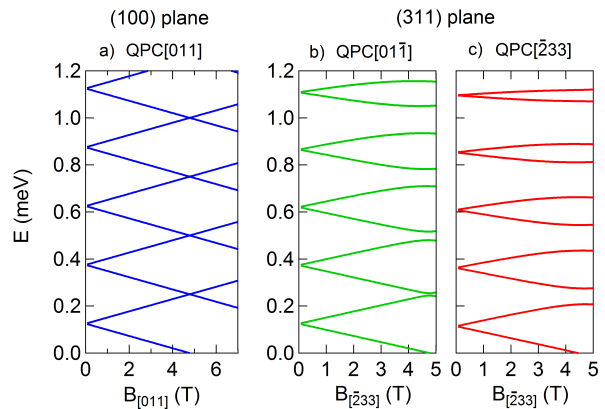 (100) plane (311) plane
a) QPC[011] b) QPC[011̄] c) QPC[2̄33]
1.2
1.0
0.8
0.6
0.4
0.2
0.0
E (meV)
0 2 4 6 0 1 2 3 4 5 0 1 2 3 4 5
B[011] (T) B[2̄33] (T) B[2̄33] (T)